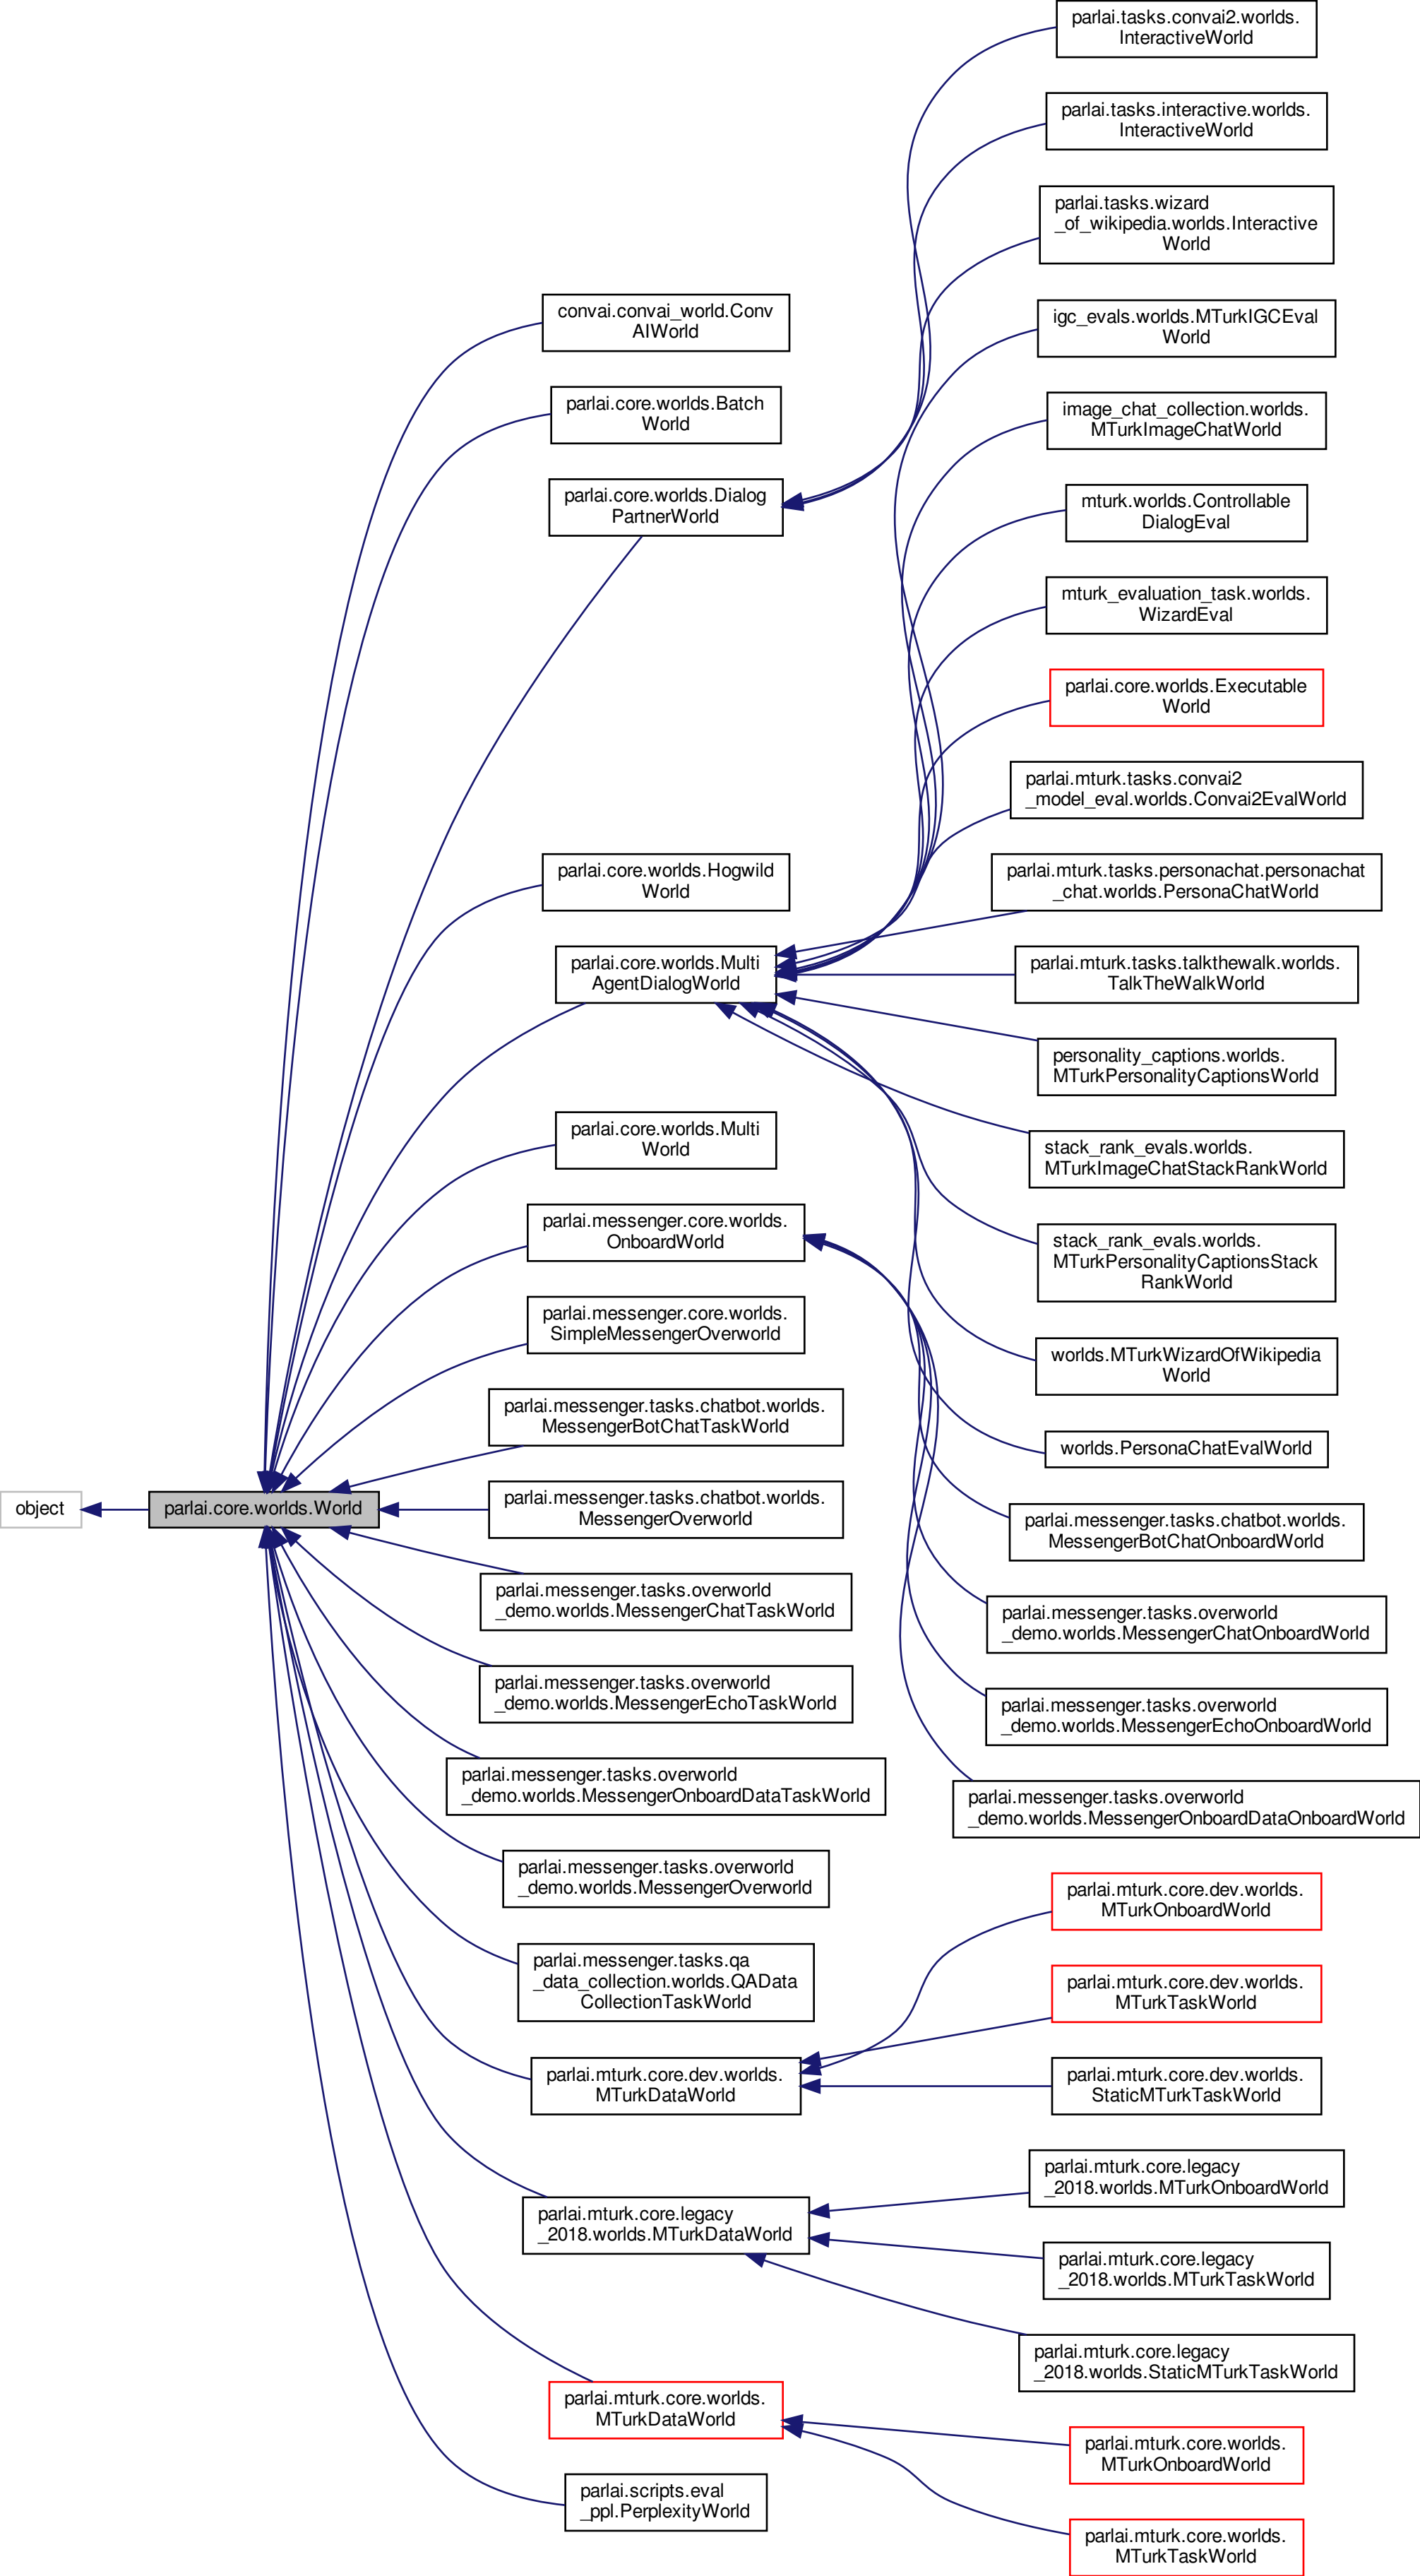 object
parlai.core.worlds.World
convai.convai_world.Conv
AIWorld
parlai.core.worlds.Batch
World
parlai.core.worlds.Dialog
PartnerWorld
parlai.core.worlds.Hogwild
World
parlai.core.worlds.Multi
AgentDialogWorld
parlai.core.worlds.Multi
World
parlai.messenger.core.worlds.
OnboardWorld
parlai.messenger.core.worlds.
SimpleMessengerOverworld
parlai.messenger.tasks.chatbot.worlds.
MessengerBotChatTaskWorld
parlai.messenger.tasks.chatbot.worlds.
MessengerOverworld
parlai.messenger.tasks.overworld
_demo.worlds.MessengerChatTaskWorld
parlai.messenger.tasks.overworld
_demo.worlds.MessengerEchoTaskWorld
parlai.messenger.tasks.overworld
_demo.worlds.MessengerOnboardDataTaskWorld
parlai.messenger.tasks.overworld
_demo.worlds.MessengerOverworld
parlai.messenger.tasks.qa
_data_collection.worlds.QAData
CollectionTaskWorld
parlai.mturk.core.dev.worlds.
MTurkDataWorld
parlai.mturk.core.legacy
_2018.worlds.MTurkDataWorld
parlai.mturk.core.worlds.
MTurkDataWorld
parlai.scripts.eval
_ppl.PerplexityWorld
parlai.tasks.convai2.worlds.
InteractiveWorld
parlai.tasks.interactive.worlds.
InteractiveWorld
parlai.tasks.wizard
_of_wikipedia.worlds.Interactive
World
igc_evals.worlds.MTurkIGCEval
World
image_chat_collection.worlds.
MTurkImageChatWorld
mturk.worlds.Controllable
DialogEval
mturk_evaluation_task.worlds.
WizardEval
parlai.core.worlds.Executable
World
parlai.mturk.tasks.convai2
_model_eval.worlds.Convai2EvalWorld
parlai.mturk.tasks.personachat.personachat
_chat.worlds.PersonaChatWorld
parlai.mturk.tasks.talkthewalk.worlds.
TalkTheWalkWorld
personality_captions.worlds.
MTurkPersonalityCaptionsWorld
stack_rank_evals.worlds.
MTurkImageChatStackRankWorld
stack_rank_evals.worlds.
MTurkPersonalityCaptionsStack
RankWorld
worlds.MTurkWizardOfWikipedia
World
worlds.PersonaChatEvalWorld
parlai.messenger.tasks.chatbot.worlds.
MessengerBotChatOnboardWorld
parlai.messenger.tasks.overworld
_demo.worlds.MessengerChatOnboardWorld
parlai.messenger.tasks.overworld
_demo.worlds.MessengerEchoOnboardWorld
parlai.messenger.tasks.overworld
_demo.worlds.MessengerOnboardDataOnboardWorld
parlai.mturk.core.dev.worlds.
MTurkOnboardWorld
parlai.mturk.core.dev.worlds.
MTurkTaskWorld
parlai.mturk.core.dev.worlds.
StaticMTurkTaskWorld
parlai.mturk.core.legacy
_2018.worlds.MTurkOnboardWorld
parlai.mturk.core.legacy
_2018.worlds.MTurkTaskWorld
parlai.mturk.core.legacy
_2018.worlds.StaticMTurkTaskWorld
parlai.mturk.core.worlds.
MTurkOnboardWorld
parlai.mturk.core.worlds.
MTurkTaskWorld